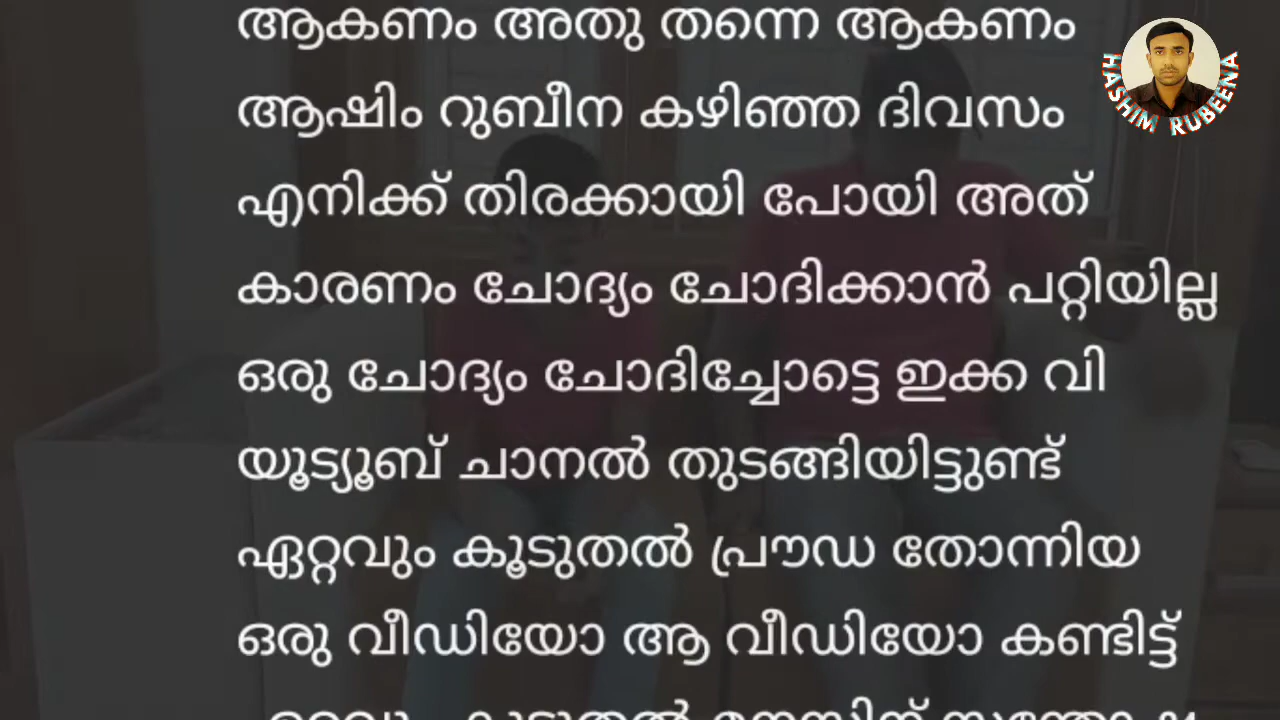 ആകണം അതു തന്നെ ആകണം
ആഷിം റുബീന കഴിഞ്ഞ ദിവസം
എനിക്ക് തിരക്കായി പോയി അത്
കാരണം ചോദ്യം ചോദിക്കാൻ പറ്റിയില്ല
ഒരു ചോദ്യം ചോദിച്ചോട്ടെ ഇക്ക വി
യൂട്യൂബ് ചാനൽ തുടങ്ങിയിട്ടുണ്ട്
ഏറ്റവും കൂടുതൽ പ്രൗഡ തോന്നിയ
ഒരു വീഡിയോ ആ വീഡിയോ കണ്ടിട്ട്
HASHIM RUBEENA